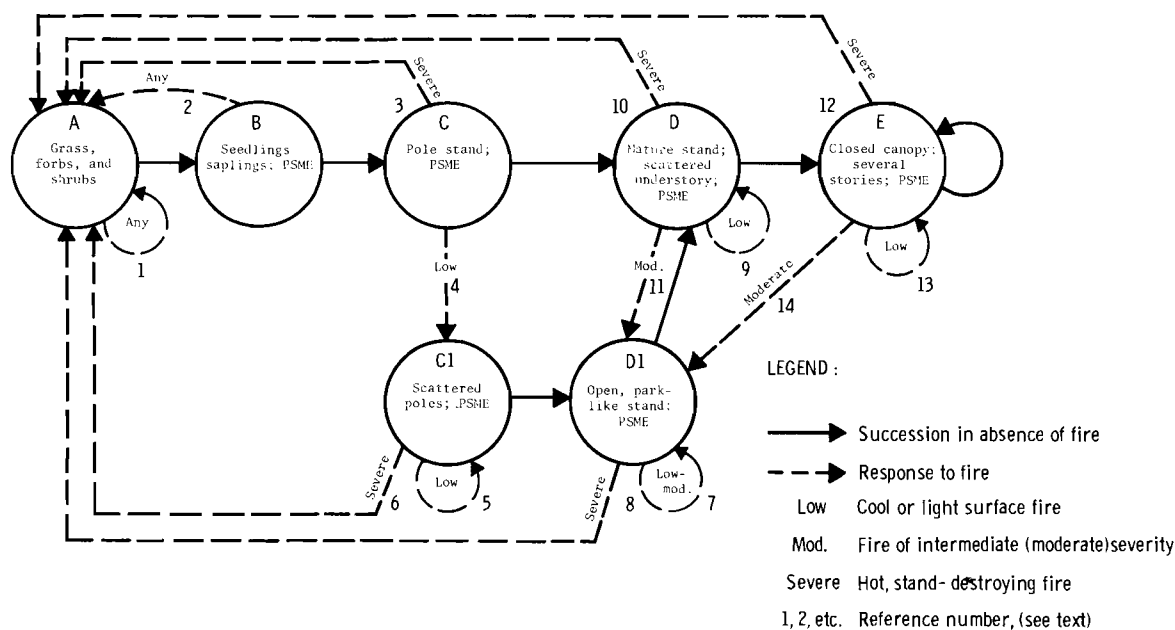 Severe
Severe
Severe
Any
2
3
10
12
A
Grass,
forbs, and
shrubs
B
Seedlings
saplings; PSME
C
Pole stand;
PSME
D
Mature stand;
scattered
understory;
PSME
E
Closed canopy;
several
stories; PSME
Any
1
Low
4
Mod.
11
Low
9
Low
13
Moderate
14
C1
Scattered
poles; PSME
D1
Open, park-
like stand;
PSME
Severe
6
Low
5
Severe
8
Low-
mod.
7
LEGEND :
Succession in absence of fire
Response to fire
Low Cool or light surface fire
Mod. Fire of intermediate (moderate) severity
Severe Hot, stand-destroying fire
1, 2, etc. Reference number, (see text)